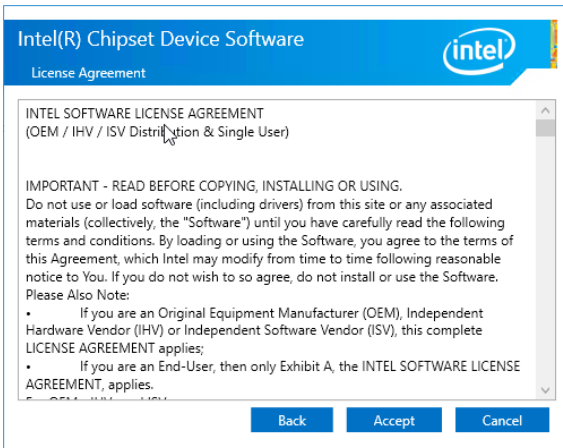 Intel(R) Chipset Device Software
intel
License Agreement
INTEL SOFTWARE LICENSE AGREEMENT
(OEM / IHV / ISV Distribution & Single User)
IMPORTANT - READ BEFORE COPYING, INSTALLING OR USING.
Do not use or load software (including drivers) from this site or any associated
materials (collectively, the "Software") until you have carefully read the following
terms and conditions. By loading or using the Software, you agree to the terms of
this Agreement, which Intel may modify from time to time following reasonable
notice to You. If you do not wish to so agree, do not install or use the Software.
Please Also Note:
• If you are an Original Equipment Manufacturer (OEM), Independent
Hardware Vendor (IHV) or Independent Software Vendor (ISV), this complete
LICENSE AGREEMENT applies;
• If you are an End-User, then only Exhibit A, the INTEL SOFTWARE LICENSE
AGREEMENT, applies.
Back Accept Cancel